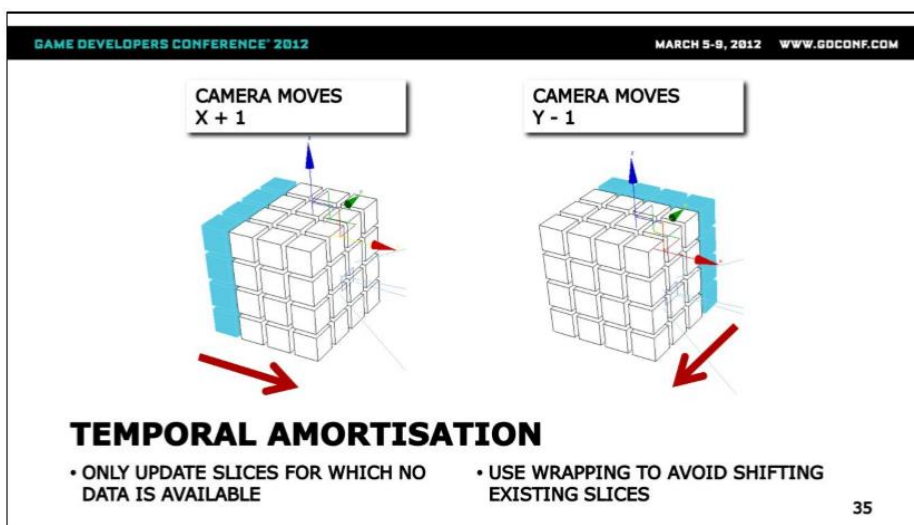 GAME DEVELOPERS CONFERENCE® 2012
MARCH 5-9, 2012 WWW.GDCONF.COM
CAMERA MOVES
X + 1
CAMERA MOVES
Y - 1
TEMPORAL AMORTISATION
• ONLY UPDATE SLICES FOR WHICH NO
DATA IS AVAILABLE
• USE WRAPPING TO AVOID SHIFTING
EXISTING SLICES
35